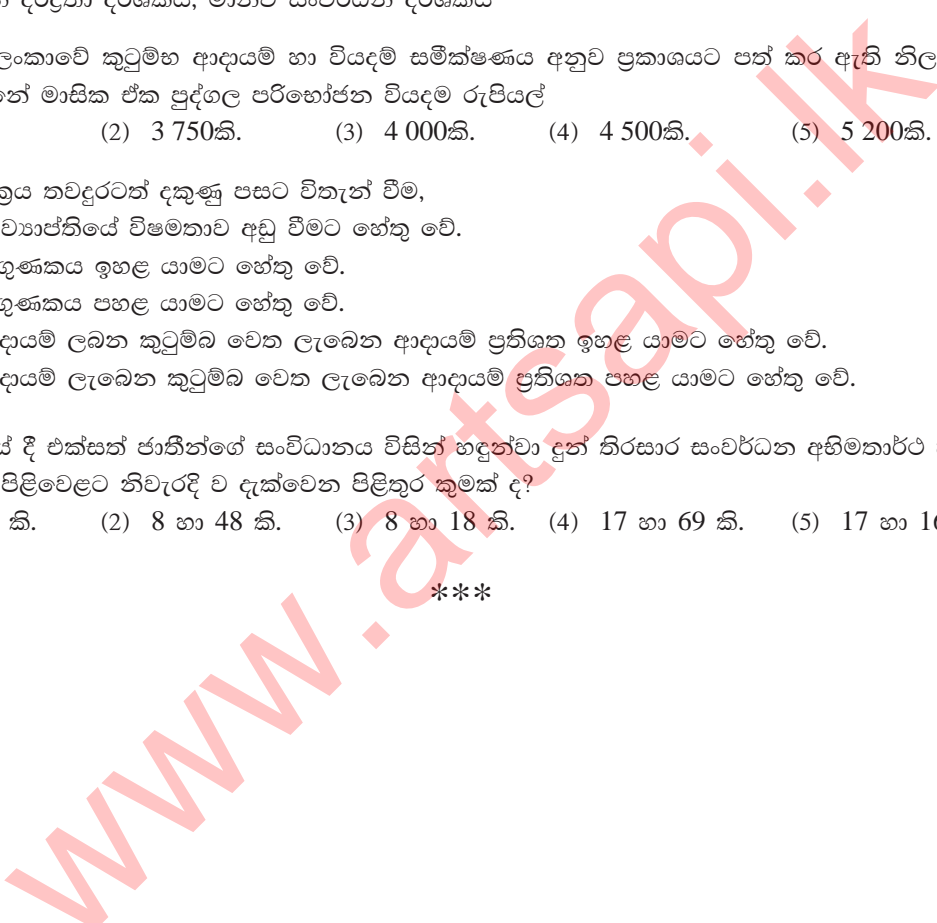 දරිද්‍රතා දර්ශකය, මානව සංවර්ධන දර්ශකය
ලංකාවේ කුටුම්භ ආදායම් හා වියදම් සමීක්ෂණය අනුව ප්‍රකාශයට පත් කර ඇති නිල
මාසික ඒක පුද්ගල පරිභෝජන වියදම රුපියල්
(2) 3 750කි. (3) 4 000කි. (4) 4 500කි. (5) 5 200කි.
තවදුරටත් දකුණු පසට විතැන් වීම,
ව්‍යාප්තියේ විෂමතාව අඩු වීමට හේතු වේ.
ගුණකය ඉහළ යාමට හේතු වේ.
ගුණකය පහළ යාමට හේතු වේ.
දායම් ලබන කුටුම්බ වෙත ලැබෙන ආදායම් ප්‍රතිශත ඉහළ යාමට හේතු වේ.
දායම් ලැබෙන කුටුම්බ වෙත ලැබෙන ආදායම් ප්‍රතිශත පහළ යාමට හේතු වේ.
දී එක්සත් ජාතීන්ගේ සංවිධානය විසින් හඳුන්වා දුන් තිරසාර සංවර්ධන අභිමතාර්ථ
පිළිවෙළට නිවැරදි ව දැක්වෙන පිළිතුර කුමක් ද?
කි. (2) 8 හා 48 කි. (3) 8 හා 18 කි. (4) 17 හා 69 කි. (5) 17 හා 16
***
www.artsapi.lk